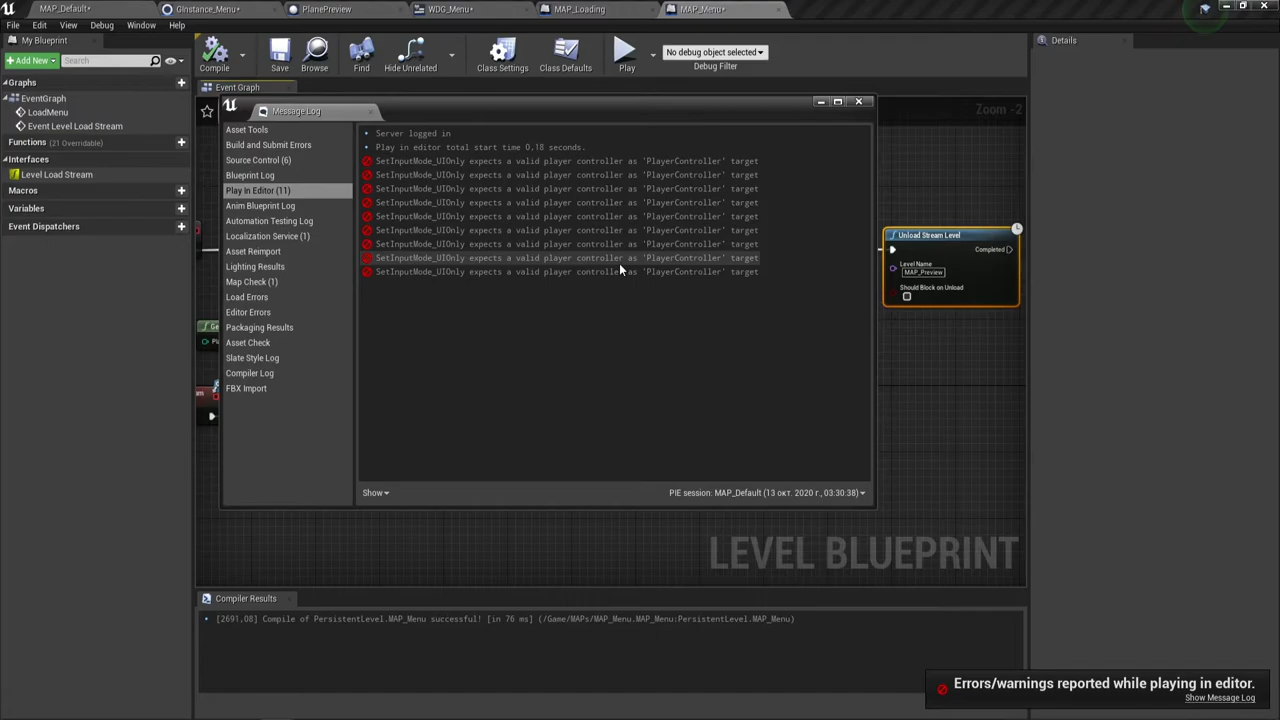 MAP_Default*
GInstance_Menu*
PlanePreview
WDG_Menu*
MAP_Loading
MAP_Menu*
File
Edit
View
Debug
Window
Help
My Blueprint
Details
Add New
Search
Compile
Save
Browse
Find
Hide Unrelated
Class Settings
Class Defaults
Play
No debug object selected
Debug Filter
Graphs
EventGraph
LoadMenu
Event Level Load Stream
Functions (21 Overridable)
Interfaces
Level Load Stream
Macros
Variables
Event Dispatchers
Event Graph
Zoom -2
Message Log
Asset Tools
Build and Submit Errors
Source Control (6)
Blueprint Log
Play In Editor (11)
Anim Blueprint Log
Automation Testing Log
Localization Service (1)
Asset Reimport
Lighting Results
Map Check (1)
Load Errors
Editor Errors
Packaging Results
Asset Check
Slate Style Log
Compiler Log
FBX Import
Server logged in
Play in editor total start time 0,18 seconds.
SetInputMode_UIOnly expects a valid player controller as 'PlayerController' target
SetInputMode_UIOnly expects a valid player controller as 'PlayerController' target
SetInputMode_UIOnly expects a valid player controller as 'PlayerController' target
SetInputMode_UIOnly expects a valid player controller as 'PlayerController' target
SetInputMode_UIOnly expects a valid player controller as 'PlayerController' target
SetInputMode_UIOnly expects a valid player controller as 'PlayerController' target
SetInputMode_UIOnly expects a valid player controller as 'PlayerController' target
SetInputMode_UIOnly expects a valid player controller as 'PlayerController' target
SetInputMode_UIOnly expects a valid player controller as 'PlayerController' target
Show
PIE session: MAP_Default (13 окт. 2020 г., 03:30:38)
Unload Stream Level
Completed
Level Name
MAP_Preview
Should Block on Unload
LEVEL BLUEPRINT
Compiler Results
[2691,08] Compile of PersistentLevel.MAP_Menu successful! [in 76 ms] (/Game/MAPs/MAP_Menu.MAP_Menu:PersistentLevel.MAP_Menu)
Errors/warnings reported while playing in editor.
Show Message Log